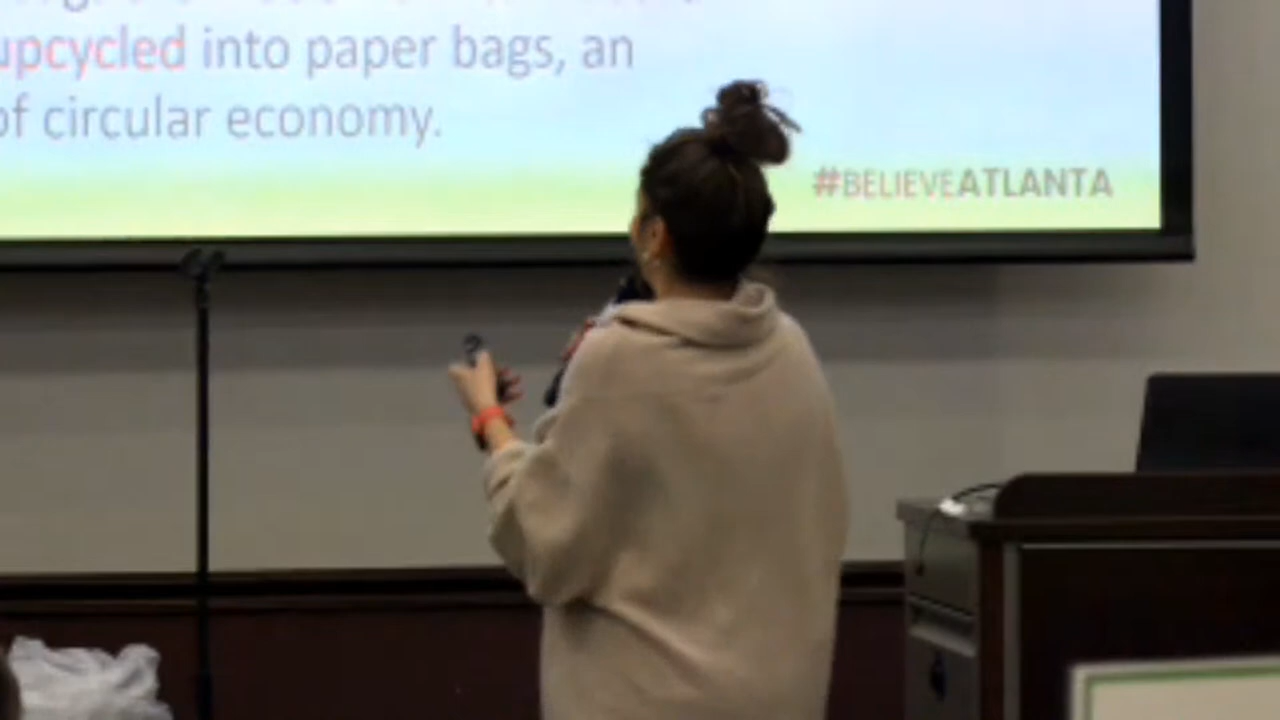 upcycled into paper bags, an
of circular economy.
#BELIEVEATLANTA